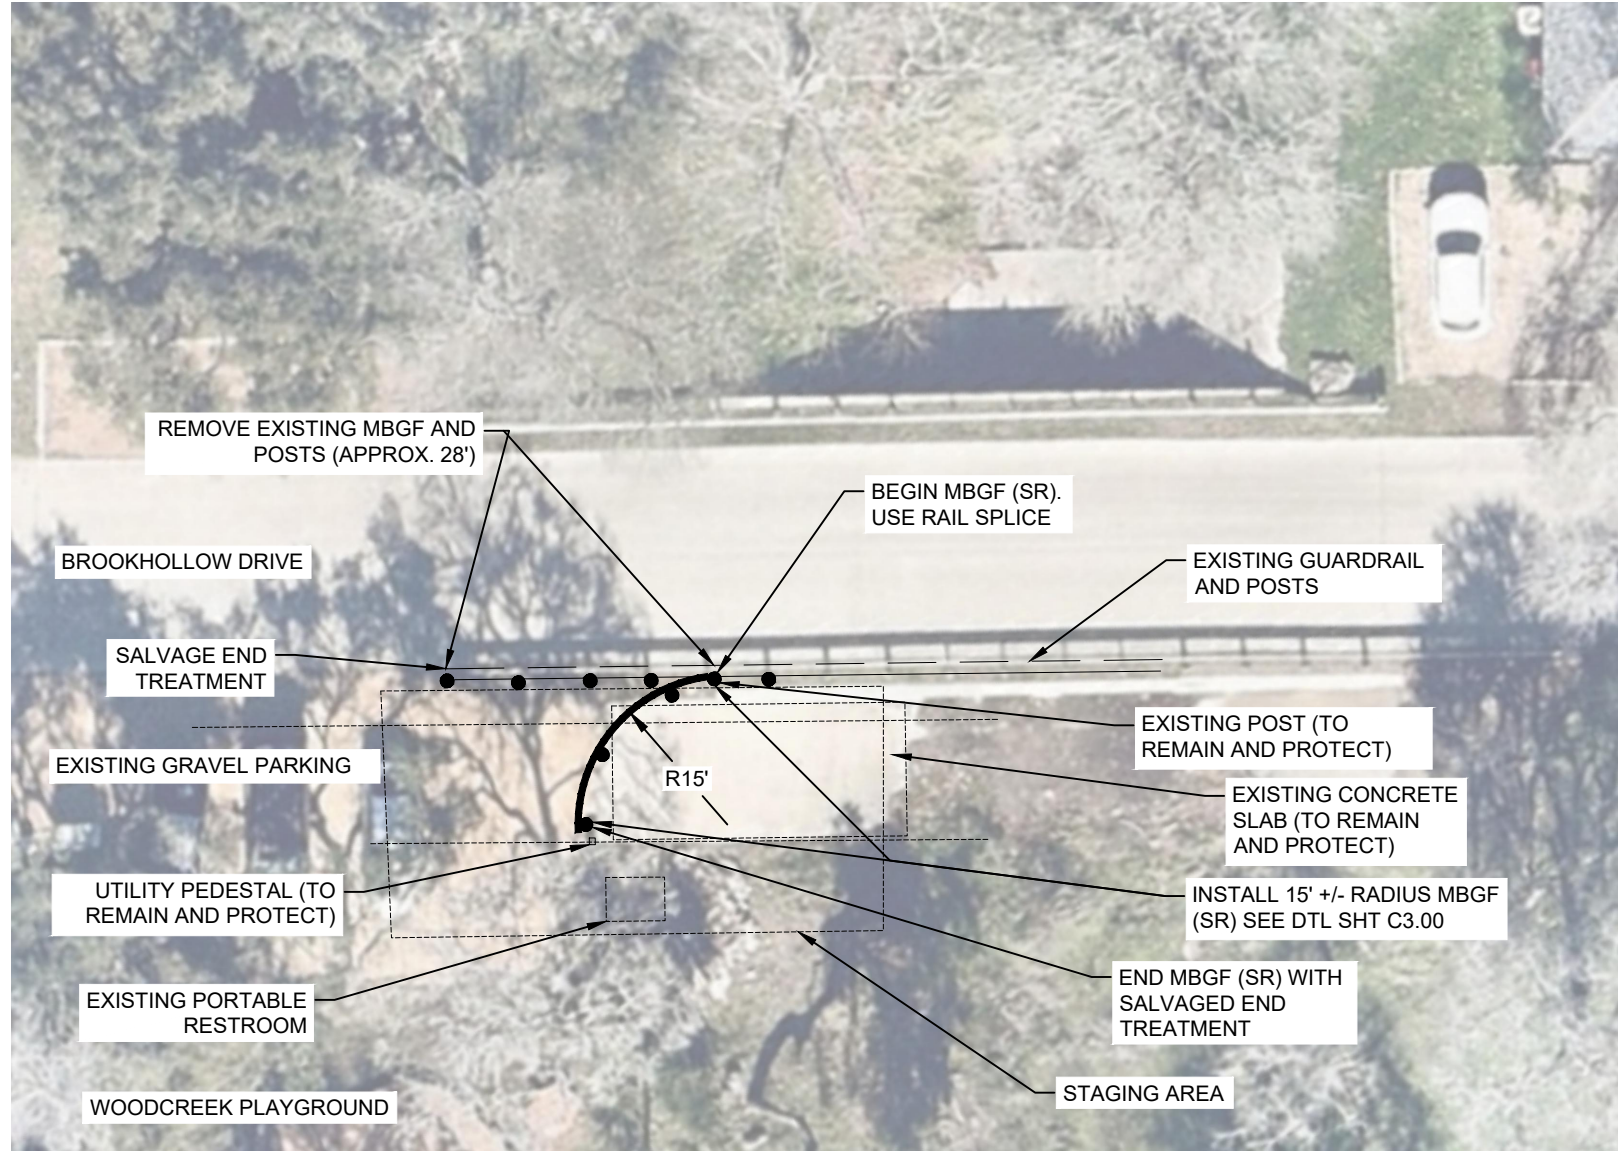 REMOVE EXISTING MBGF AND
POSTS (APPROX. 28')
BEGIN MBGF (SR).
USE RAIL SPLICE
BROOKHOLLOW DRIVE
EXISTING GUARDRAIL
AND POSTS
SALVAGE END
TREATMENT
EXISTING POST (TO
REMAIN AND PROTECT)
EXISTING GRAVEL PARKING
R15'
EXISTING CONCRETE
SLAB (TO REMAIN
AND PROTECT)
UTILITY PEDESTAL (TO
REMAIN AND PROTECT)
INSTALL 15' +/- RADIUS MBGF
(SR) SEE DTL SHT C3.00
END MBGF (SR) WITH
SALVAGED END
TREATMENT
EXISTING PORTABLE
RESTROOM
STAGING AREA
WOODCREEK PLAYGROUND